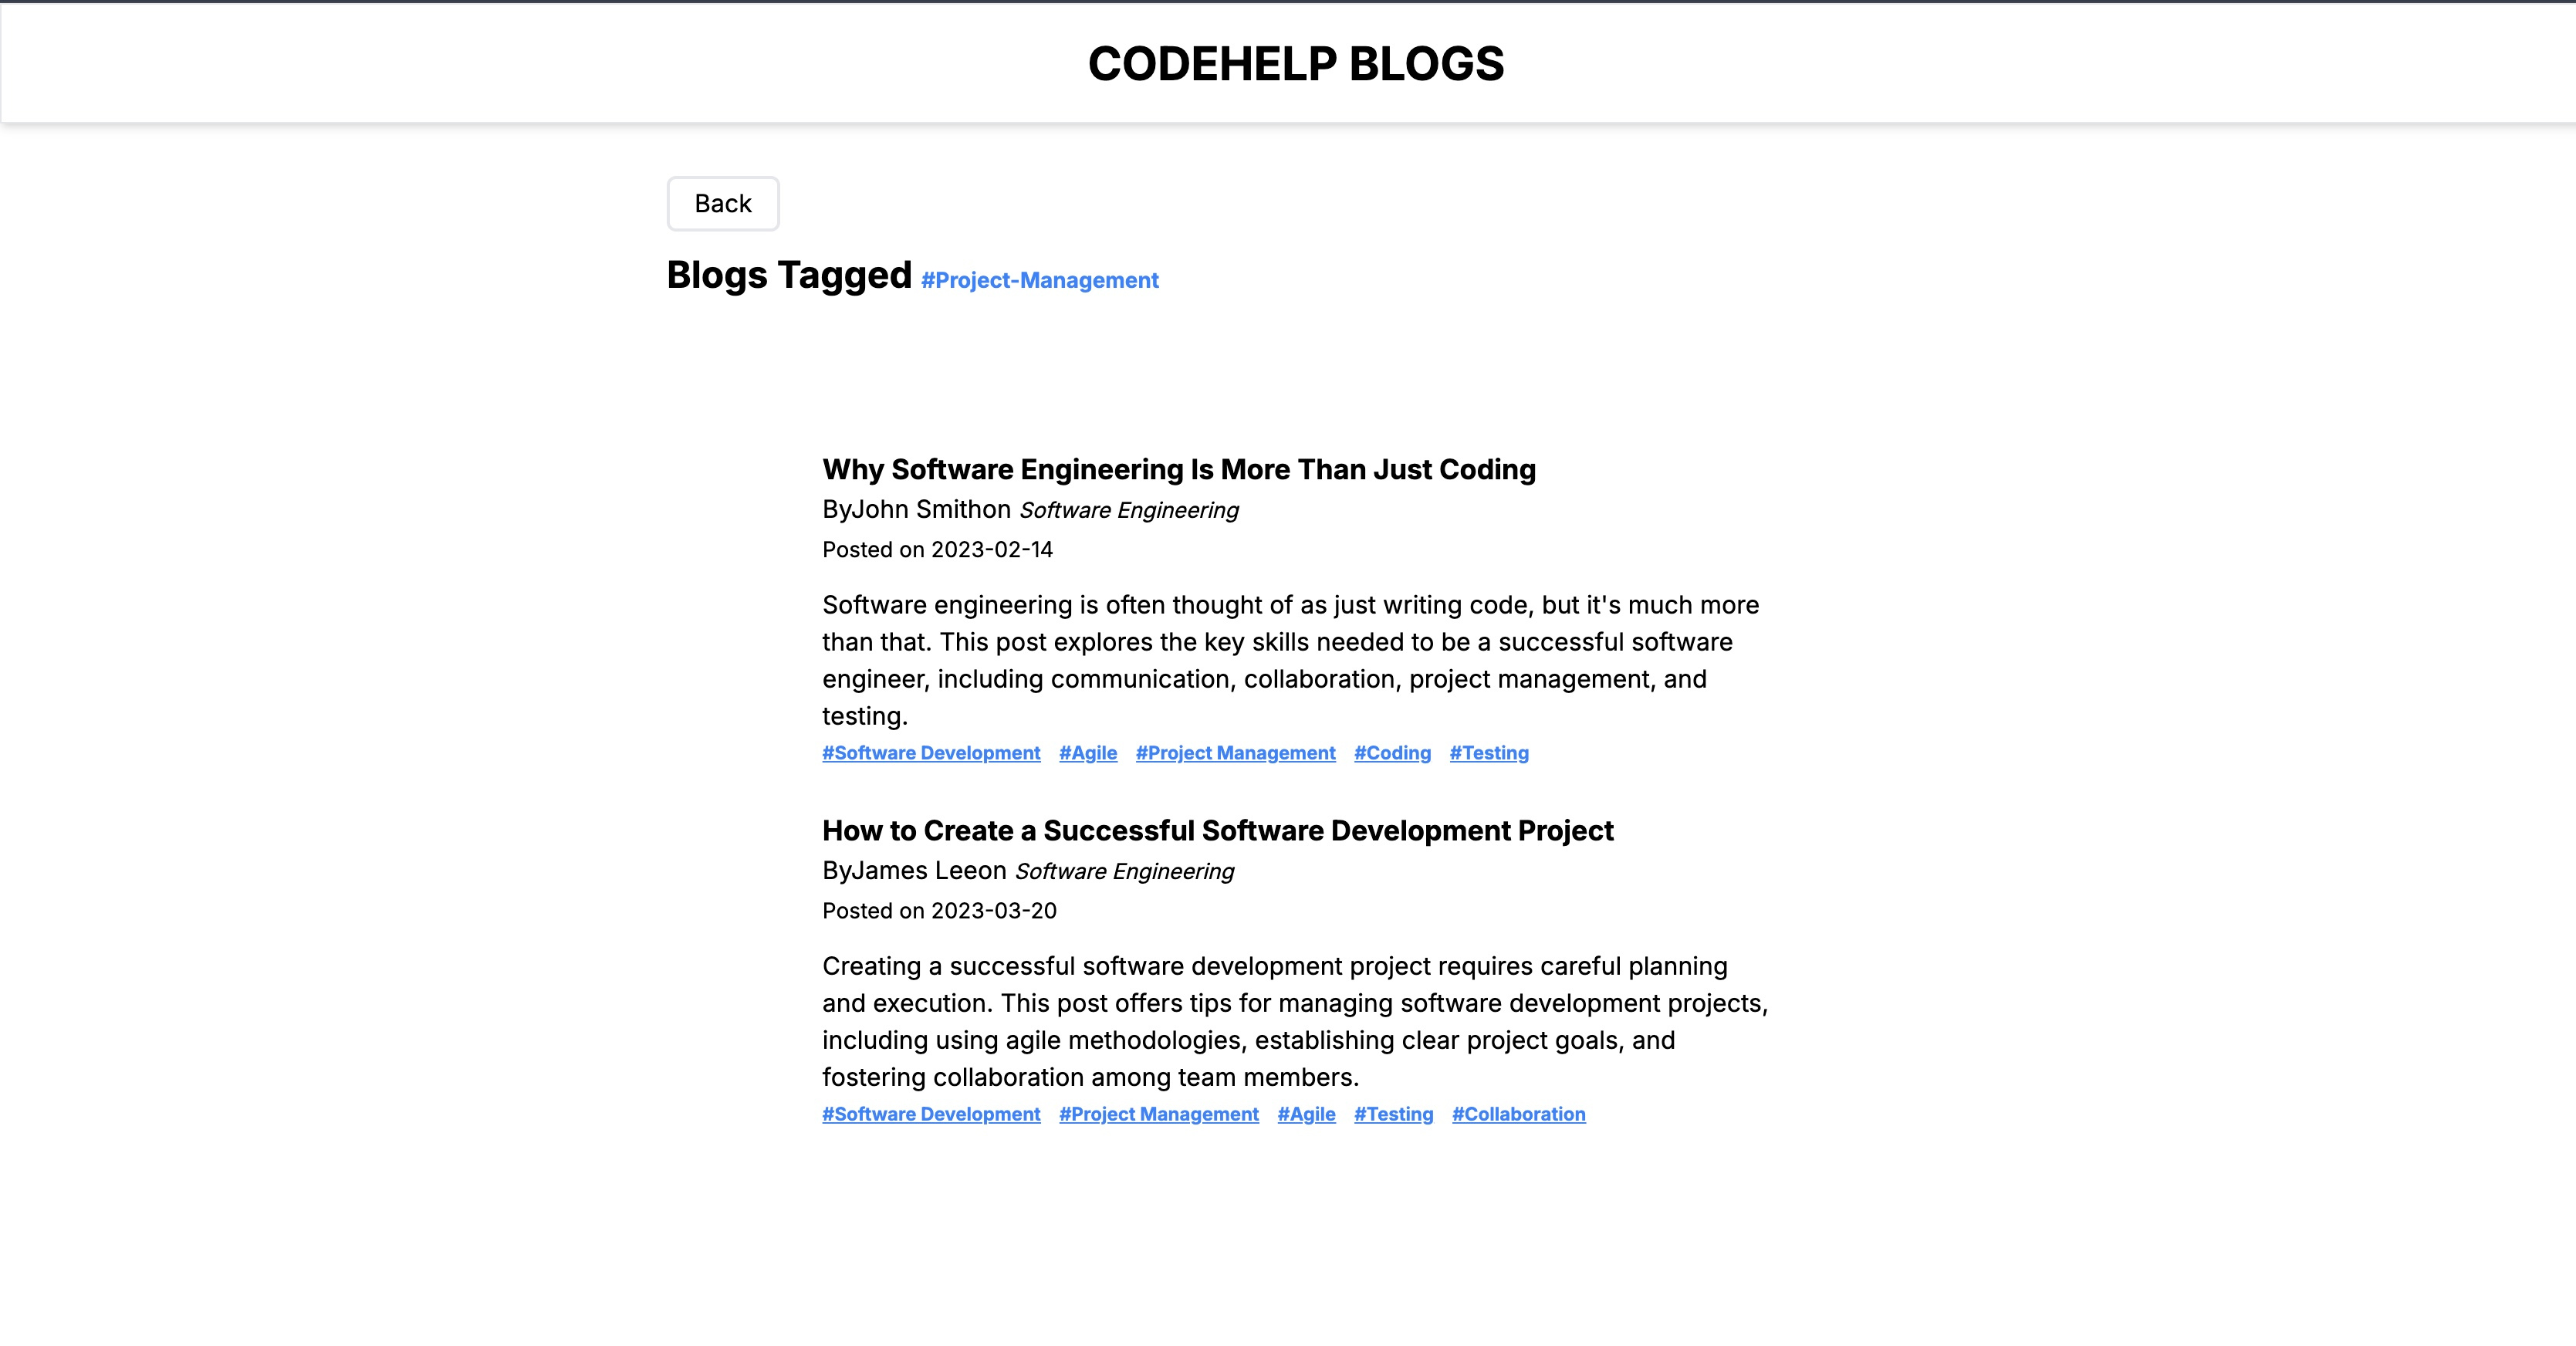 CODEHELP BLOGS
Back
Blogs Tagged #Project-Management
Why Software Engineering Is More Than Just Coding
ByJohn Smithon Software Engineering
Posted on 2023-02-14
Software engineering is often thought of as just writing code, but it's much more
than that. This post explores the key skills needed to be a successful software
engineer, including communication, collaboration, project management, and
testing.
#Software Development #Agile #Project Management #Coding #Testing
How to Create a Successful Software Development Project
ByJames Leeon Software Engineering
Posted on 2023-03-20
Creating a successful software development project requires careful planning
and execution. This post offers tips for managing software development projects,
including using agile methodologies, establishing clear project goals, and
fostering collaboration among team members.
#Software Development #Project Management #Agile #Testing #Collaboration